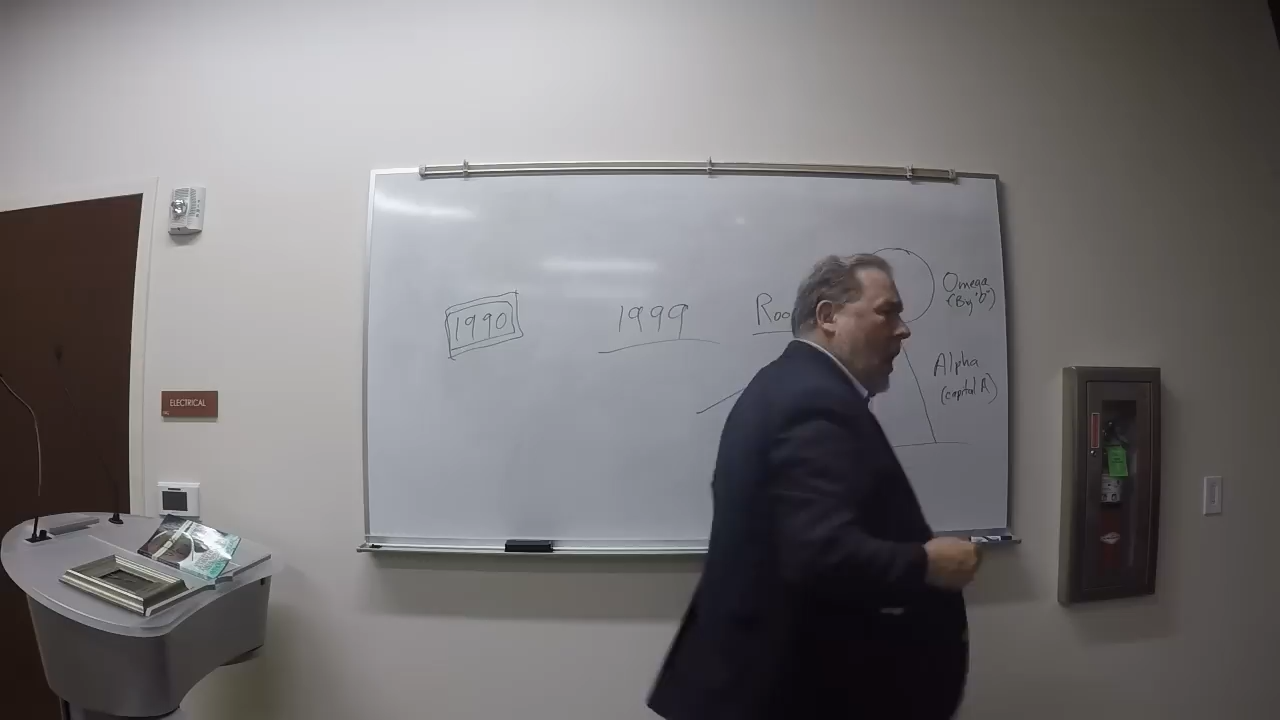 1990
1999
Roo
Omega
(Big "O")
Alpha
(capital A)
ELECTRICAL